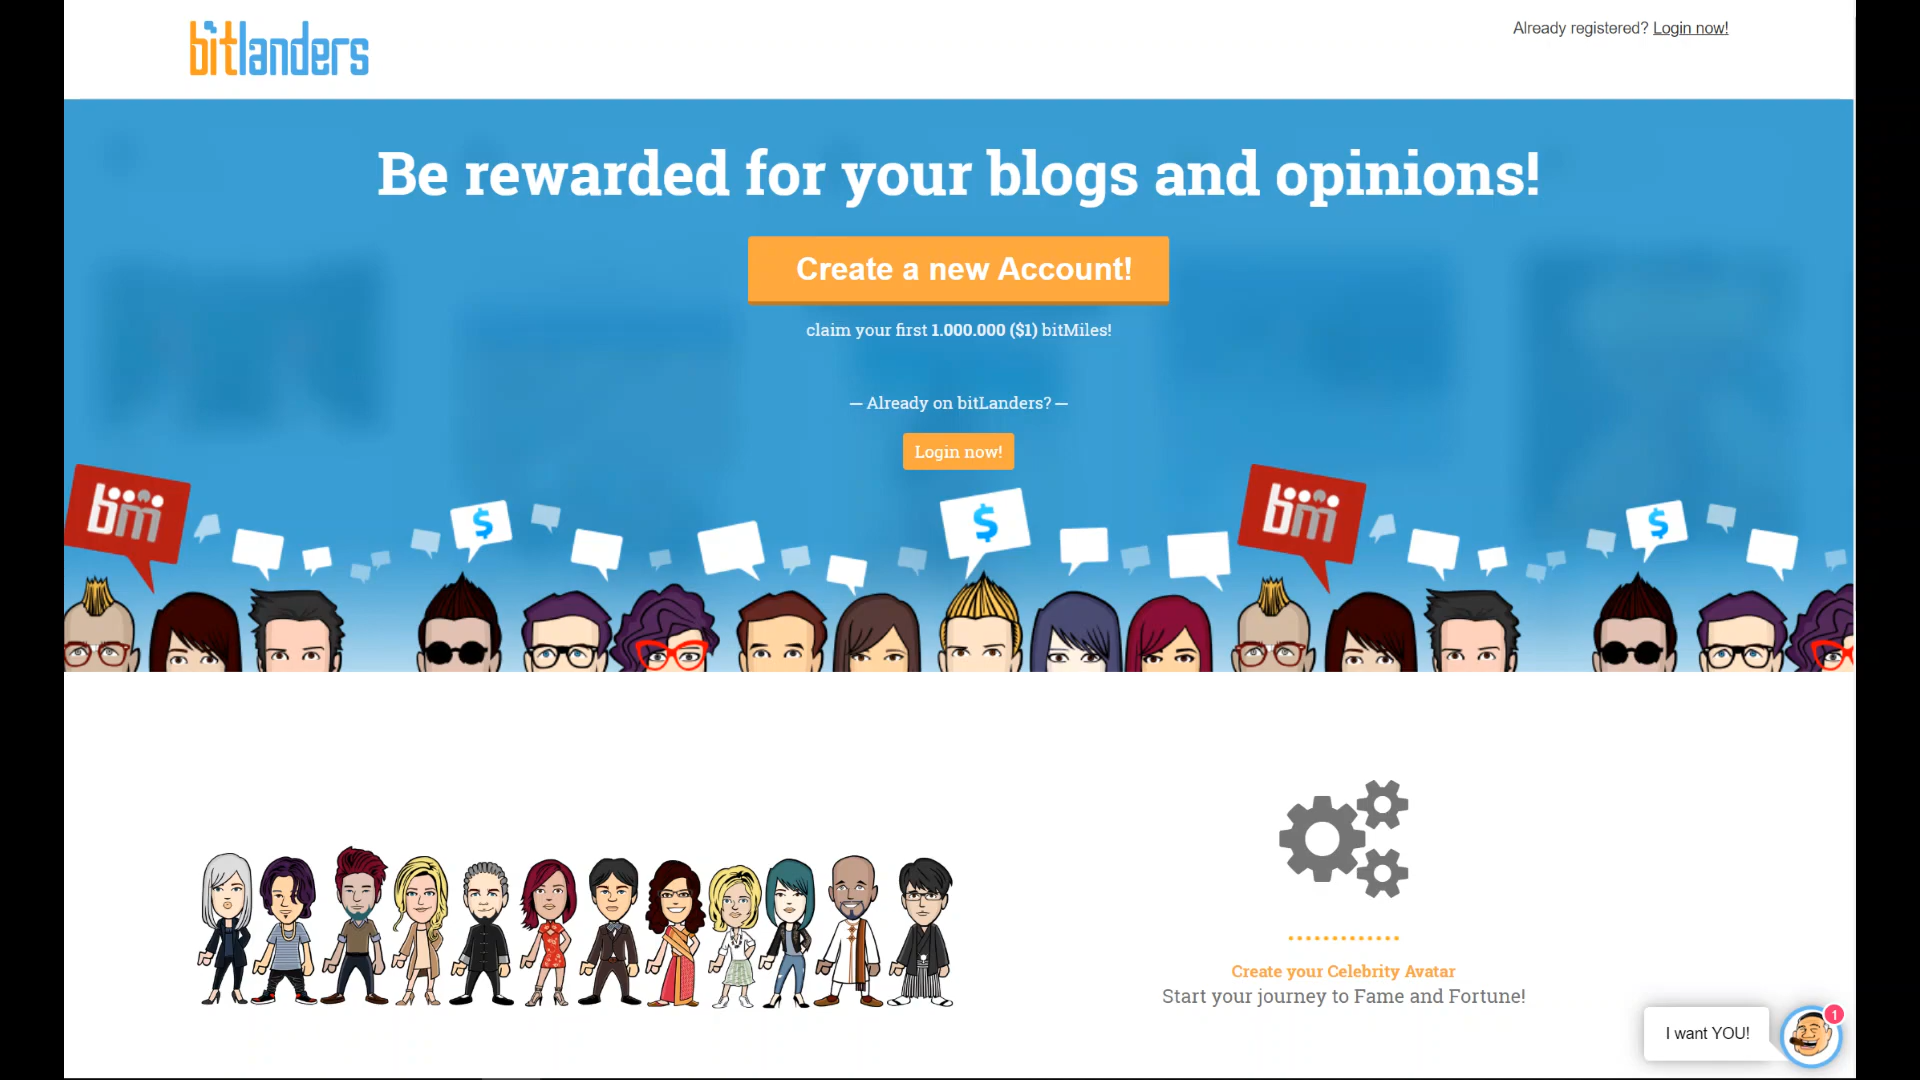 bitlanders
Already registered? Login now!
Be rewarded for your blogs and opinions!
Create a new Account!
claim your first 1.000.000 ($1) bitMiles!
— Already on bitLanders? —
Login now!
bm
$
$
bm
$
Create your Celebrity Avatar
Start your journey to Fame and Fortune!
1
I want YOU!